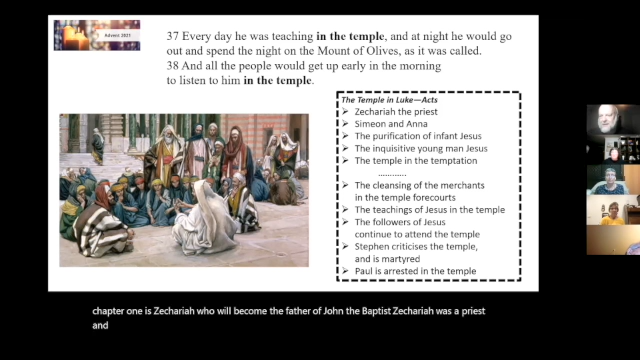 Advent 2021
37 Every day he was teaching in the temple, and at night he would go
out and spend the night on the Mount of Olives, as it was called.
38 And all the people would get up early in the morning
to listen to him in the temple.
The Temple in Luke—Acts
➢ Zechariah the priest
➢ Simeon and Anna
➢ The purification of infant Jesus
➢ The inquisitive young man Jesus
➢ The temple in the temptation
…………
➢ The cleansing of the merchants
in the temple forecourts
➢ The teachings of Jesus in the temple
➢ The followers of Jesus
continue to attend the temple
➢ Stephen criticises the temple,
and is martyred
➢ Paul is arrested in the temple
chapter one is Zechariah who will become the father of John the Baptist Zechariah was a priest
and